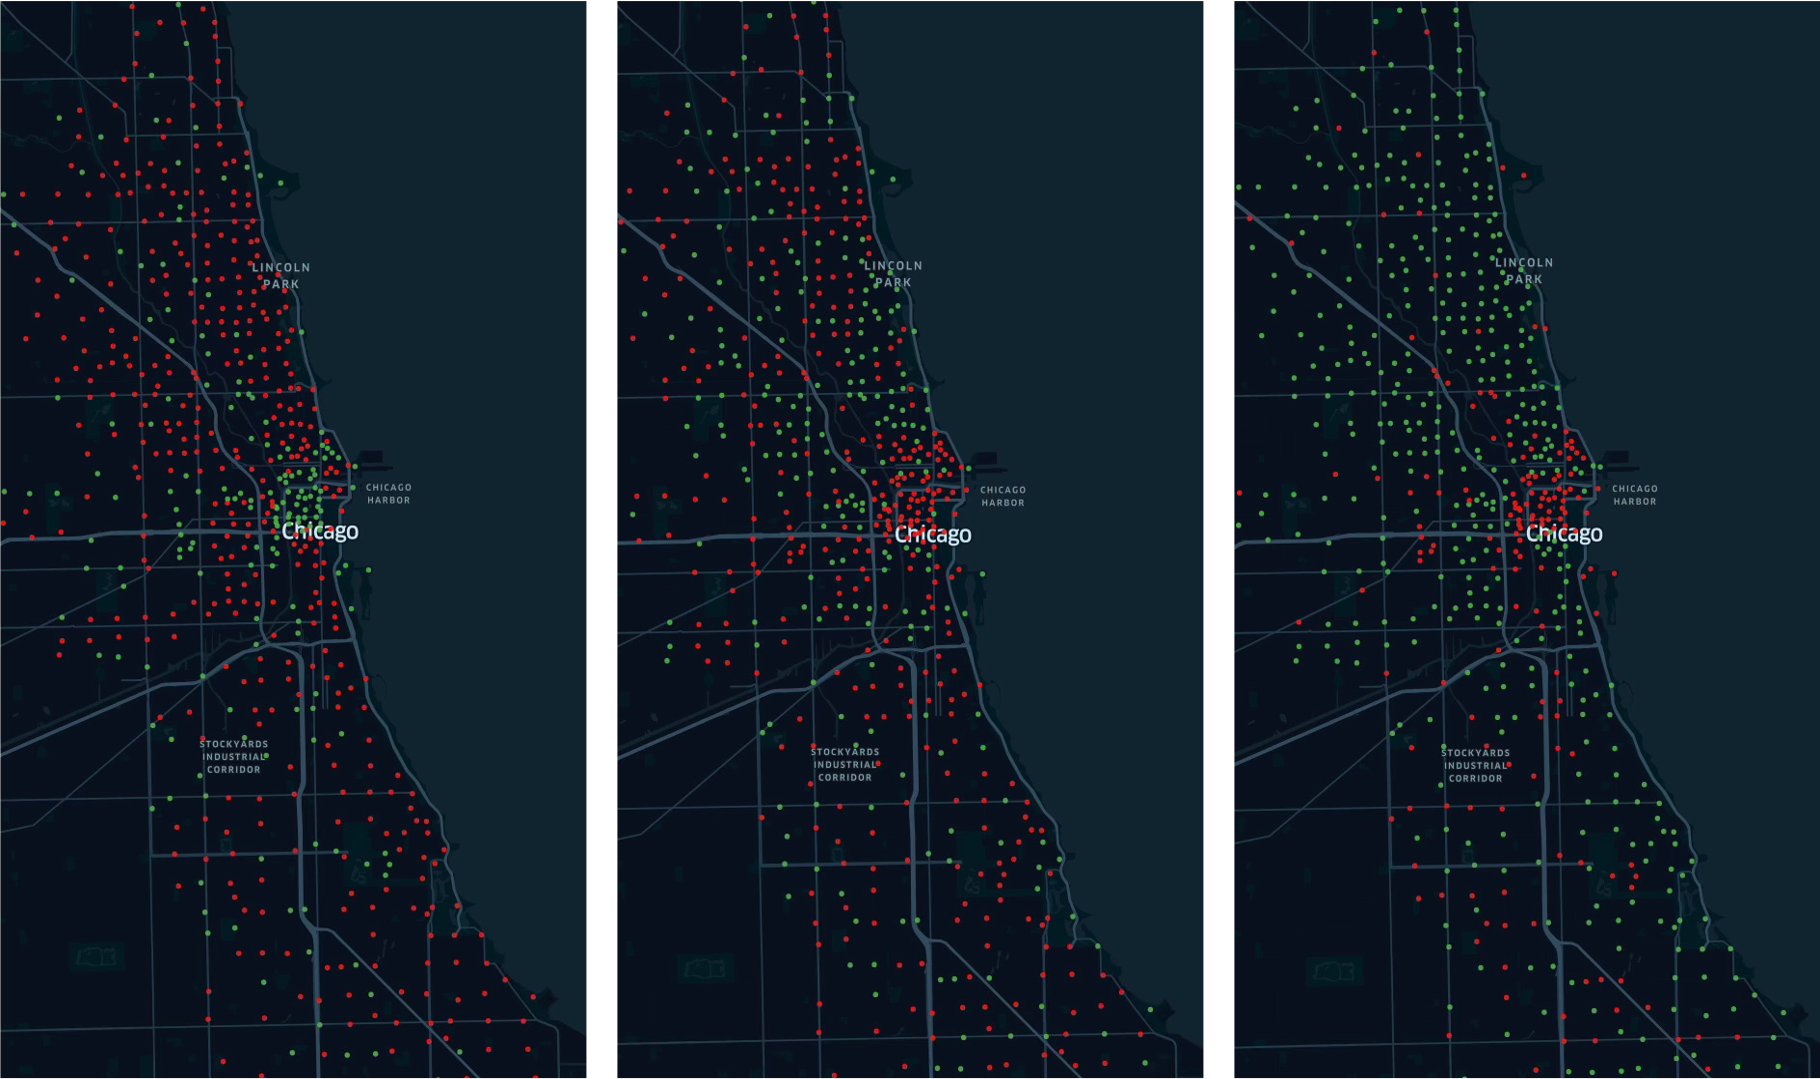 LINCOLN
PARK
CHICAGO
HARBOR
Chicago
STOCKYARDS
INDUSTRIAL
CORRIDOR
LINCOLN
PARK
CHICAGO
HARBOR
Chicago
STOCKYARDS
INDUSTRIAL
CORRIDOR
LINCOLN
PARK
CHICAGO
HARBOR
Chicago
STOCKYARDS
INDUSTRIAL
CORRIDOR